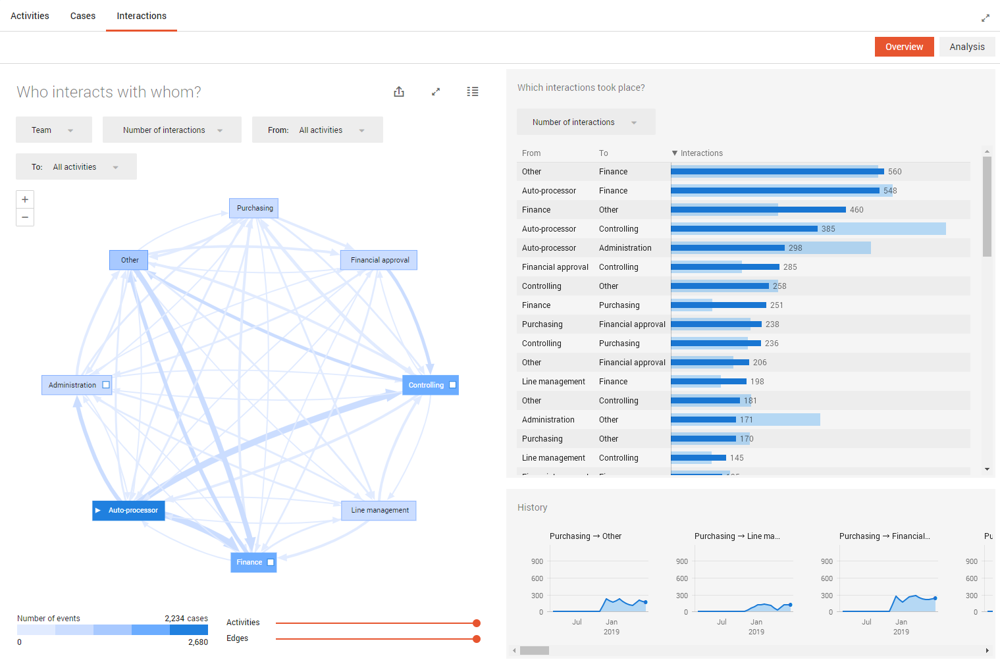 Activities Cases Interactions
Overview Analysis
Who interacts with whom?
Team Number of interactions From: All activities
To: All activities
+
−
Purchasing
Other Financial approval
Administration Controlling
Auto-processor Line management
Finance
Number of events 2,234 cases
0 2,680
Activities
Edges
Which interactions took place?
Number of interactions
From To ▼ Interactions
Other Finance 560
Auto-processor Finance 548
Finance Other 460
Auto-processor Controlling 385
Auto-processor Administration 298
Financial approval Controlling 285
Controlling Other 258
Finance Purchasing 251
Purchasing Financial approval 238
Controlling Purchasing 236
Other Financial approval 206
Line management Finance 198
Other Controlling 181
Administration Other 171
Purchasing Other 170
Line management Controlling 145
History
Purchasing → Other Purchasing → Line ma... Purchasing → Financial... Pu
900 900 900 900
600 600 600 600
300 300 300 300
0 0 0 0
Jul Jan Jul Jan Jul Jan
2019 2019 2019